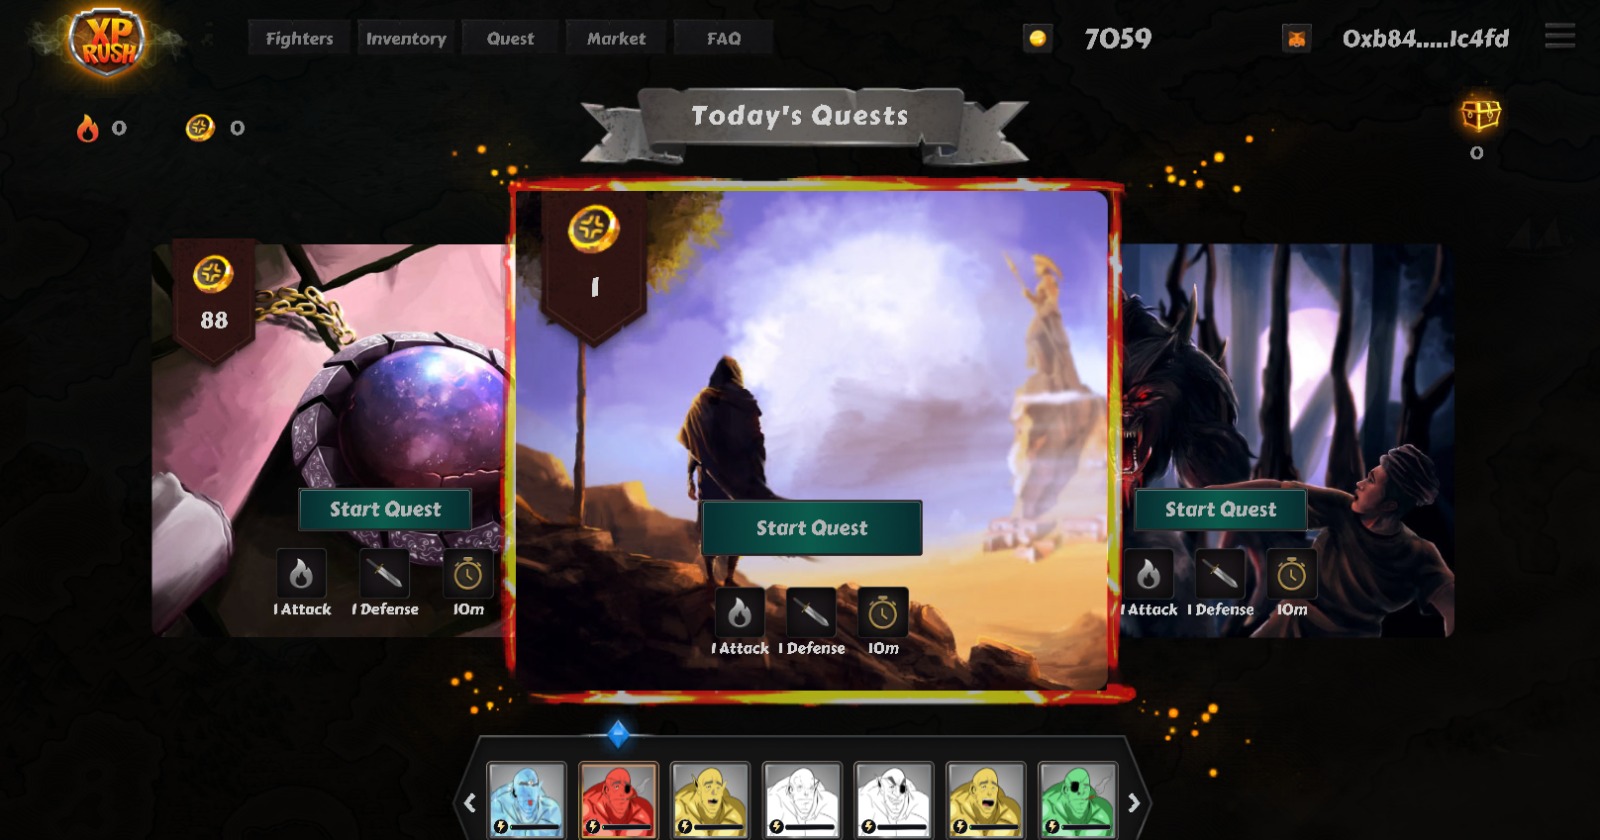 XP
RUSH
Fighters
Inventory
Quest
Market
FAQ
7059
0xb84.....1c4fd
0
0
Today's Quests
0
88
1
Start Quest
Start Quest
Start Quest
1 Attack
1 Defense
10m
1 Attack
1 Defense
10m
1 Attack
1 Defense
10m